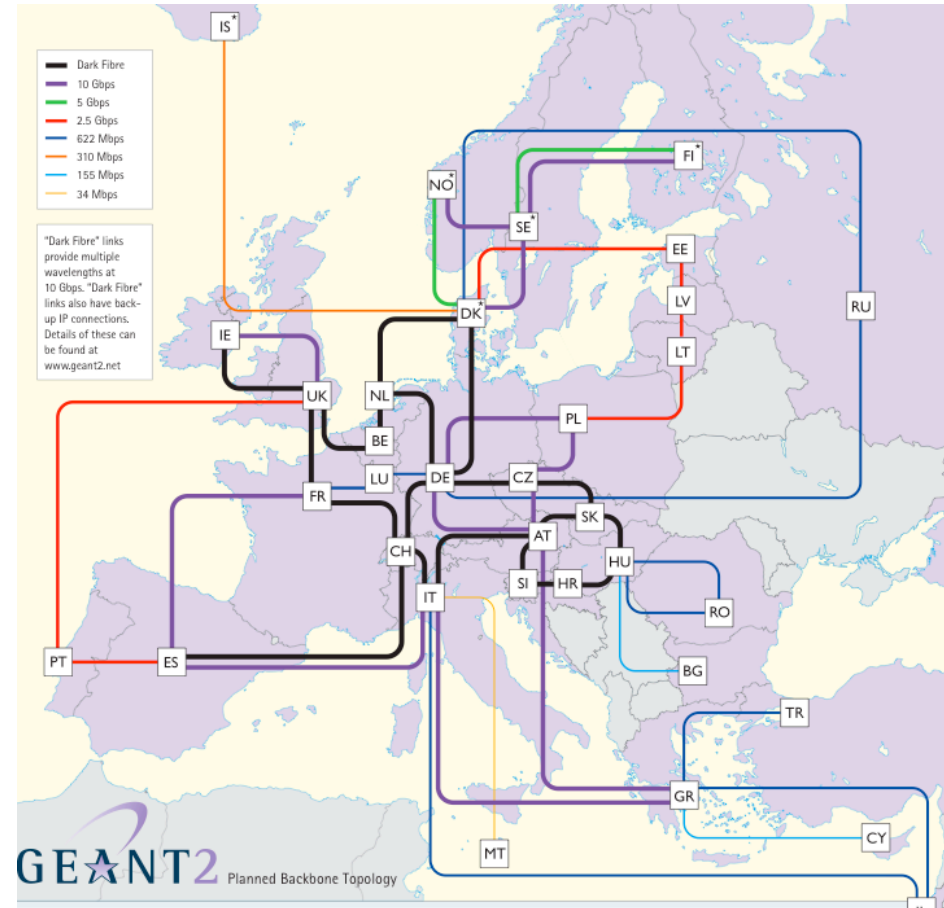 IS*
Dark Fibre
10 Gbps
5 Gbps
2.5 Gbps
622 Mbps
310 Mbps
155 Mbps
34 Mbps
"Dark Fibre" links
provide multiple
wavelengths at
10 Gbps. "Dark Fibre"
links also have back-
up IP connections.
Details of these can
be found at
www.geant2.net
FI*
NO*
SE*
EE
LV
RU
DK*
IE
LT
UK
NL
PL
BE
LU
DE
CZ
FR
SK
AT
CH
HU
SI
HR
IT
RO
PT
ES
BG
TR
GR
CY
MT
GEANT2 Planned Backbone Topology